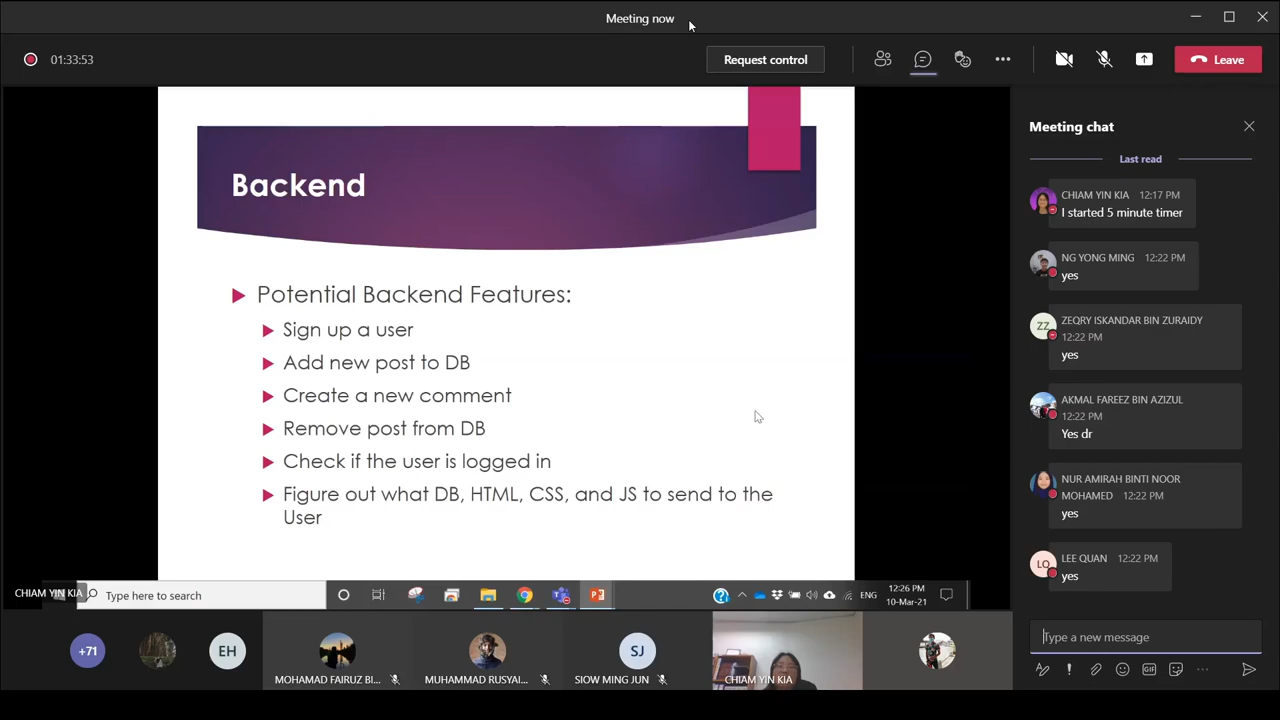 Meeting now
01:33:53
Request control
Leave
Backend
Potential Backend Features:
Sign up a user
Add new post to DB
Create a new comment
Remove post from DB
Check if the user is logged in
Figure out what DB, HTML, CSS, and JS to send to the
User
Meeting chat
Last read
CHIAM YIN KIA 12:17 PM
I started 5 minute timer
NG YONG MING 12:22 PM
yes
ZZ
ZEQRY ISKANDAR BIN ZURAIDY
12:22 PM
yes
AKMAL FAREEZ BIN AZIZUL
12:22 PM
Yes dr
NUR AMIRAH BINTI NOOR
MOHAMED 12:22 PM
yes
LQ
LEE QUAN 12:22 PM
yes
Type a new message
GIF
CHIAM YIN KIA
Type here to search
ENG
12:26 PM
10-Mar-21
+71
EH
SJ
MOHAMAD FAIRUZ BI...
MUHAMMAD RUSYAI...
SIOW MING JUN
CHIAM YIN KIA